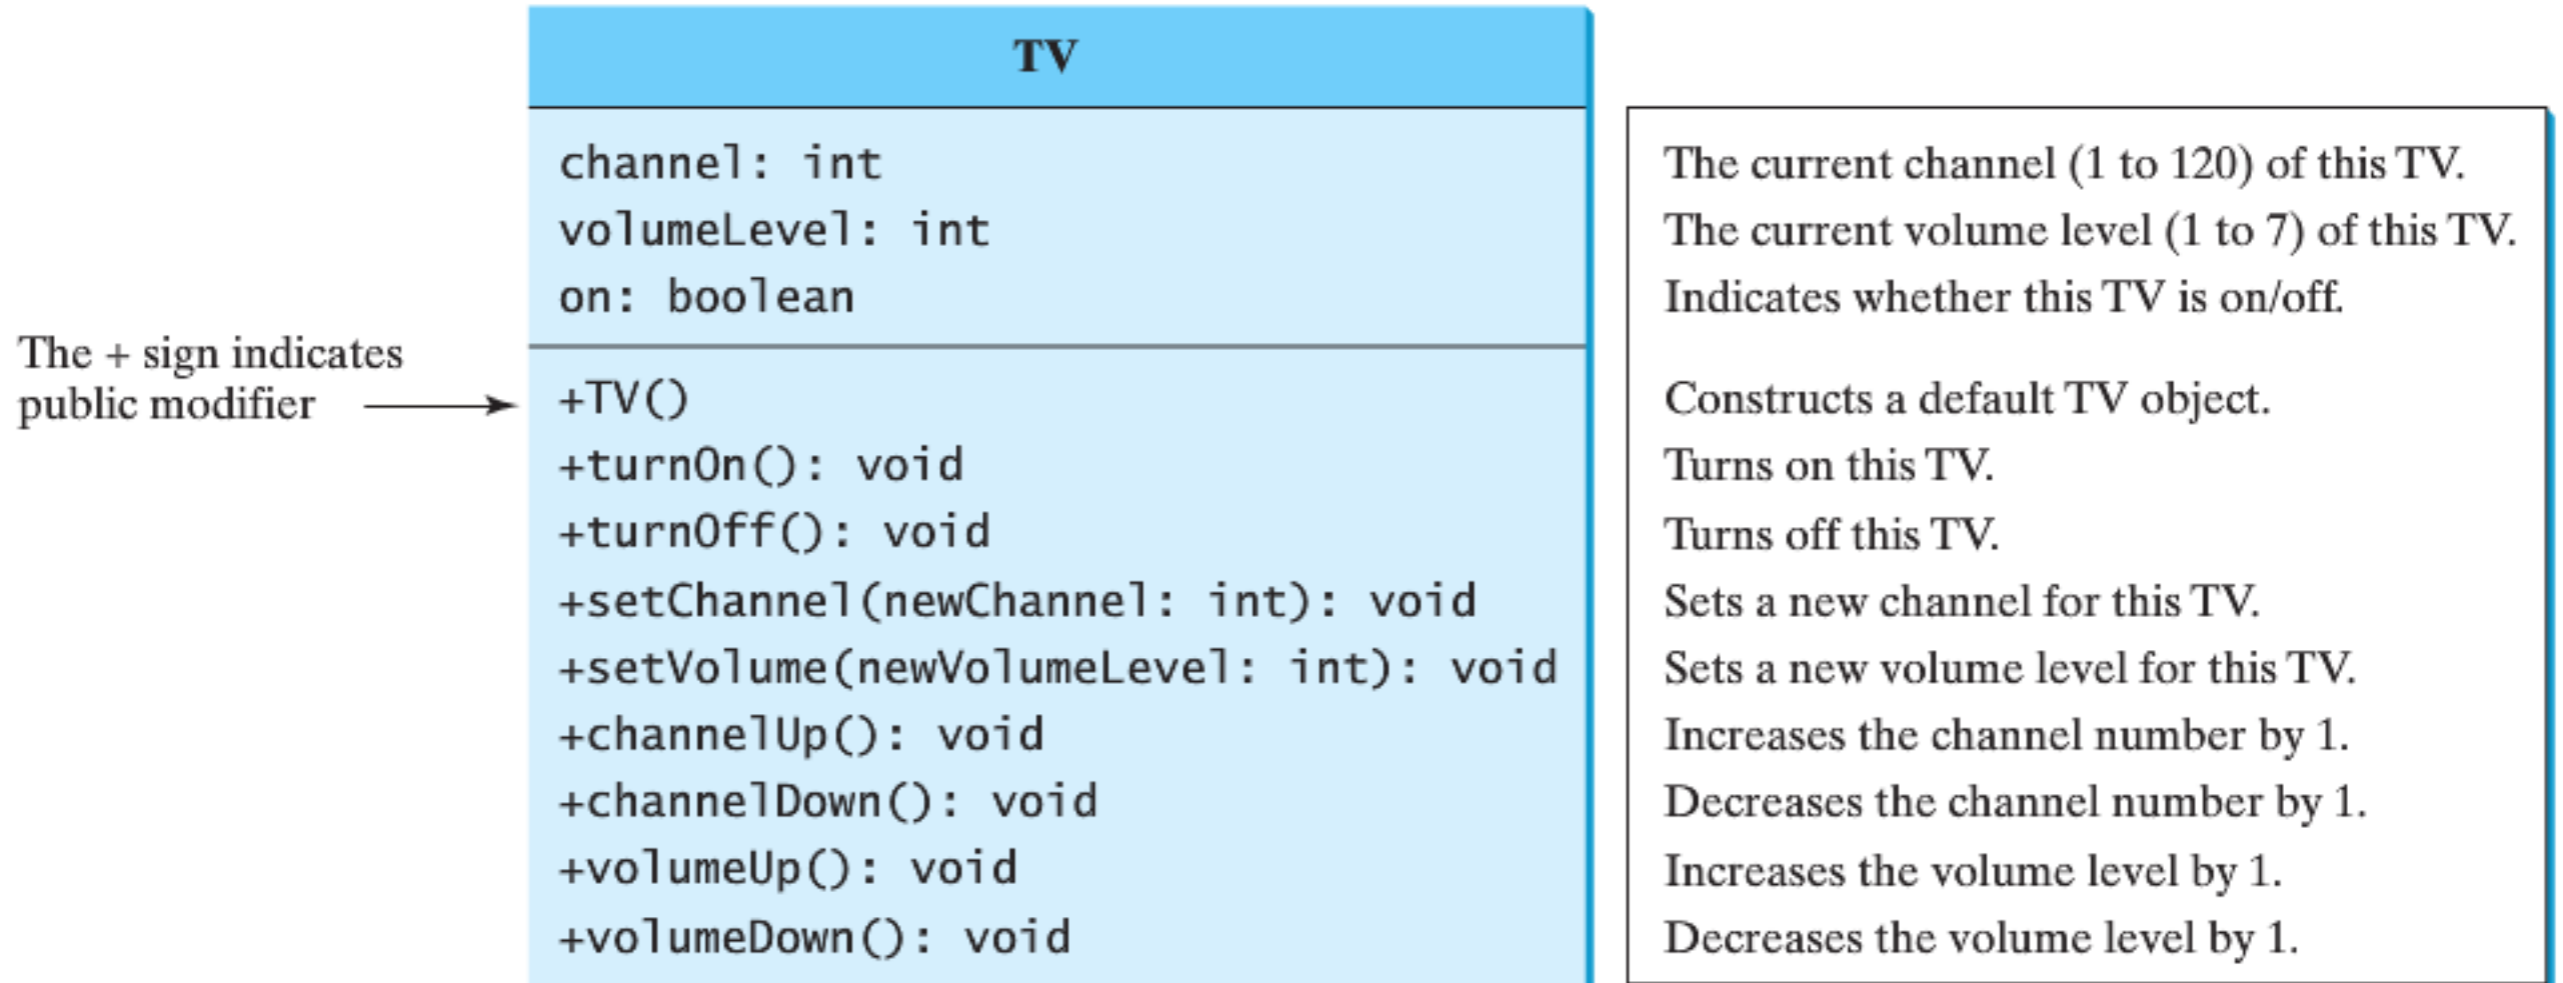 TV
channel: int
volumeLevel: int
on: boolean
The current channel (1 to 120) of this TV.
The current volume level (1 to 7) of this TV.
Indicates whether this TV is on/off.
The + sign indicates
public modifier
+TV()
+turnOn(): void
+turnOff(): void
+setChannel(newChannel: int): void
+setVolume(newVolumeLevel: int): void
+channelUp(): void
+channelDown(): void
+volumeUp(): void
+volumeDown(): void
Constructs a default TV object.
Turns on this TV.
Turns off this TV.
Sets a new channel for this TV.
Sets a new volume level for this TV.
Increases the channel number by 1.
Decreases the channel number by 1.
Increases the volume level by 1.
Decreases the volume level by 1.